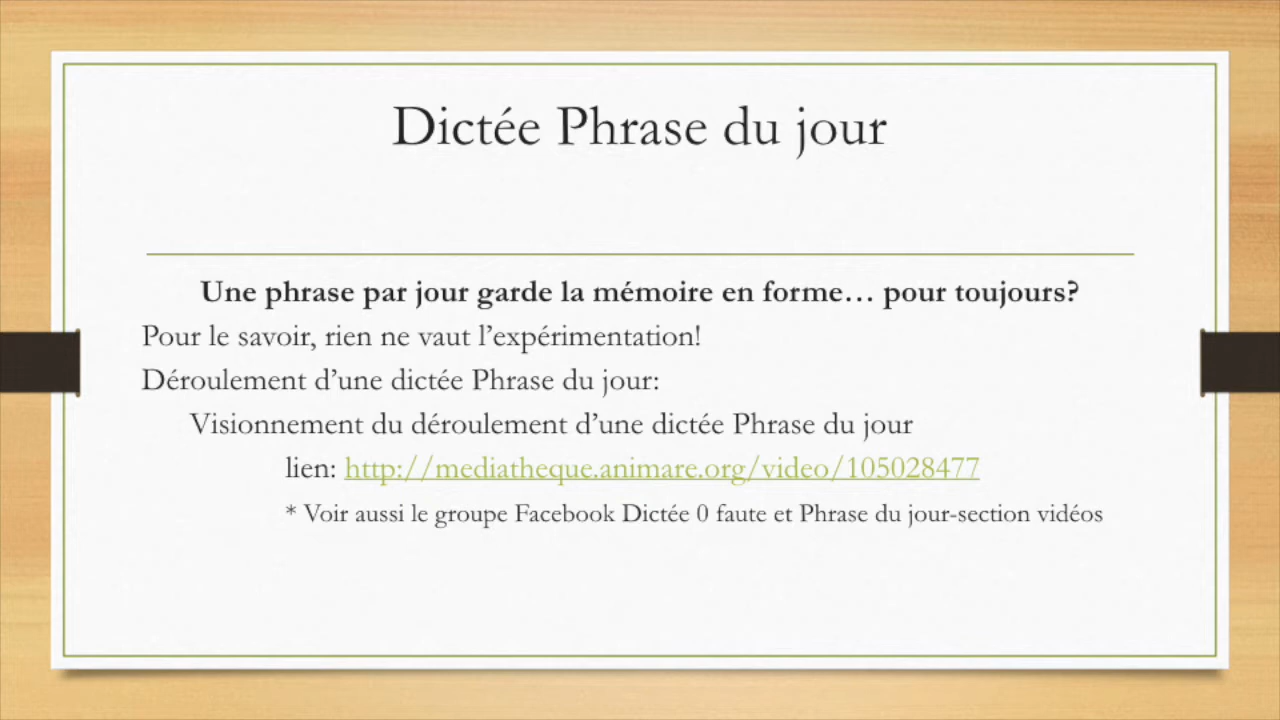 Dictée Phrase du jour
Une phrase par jour garde la mémoire en forme… pour toujours?
Pour le savoir, rien ne vaut l’expérimentation!
Déroulement d’une dictée Phrase du jour:
Visionnement du déroulement d’une dictée Phrase du jour
lien: http://mediatheque.animare.org/video/105028477
* Voir aussi le groupe Facebook Dictée 0 faute et Phrase du jour-section vidéos